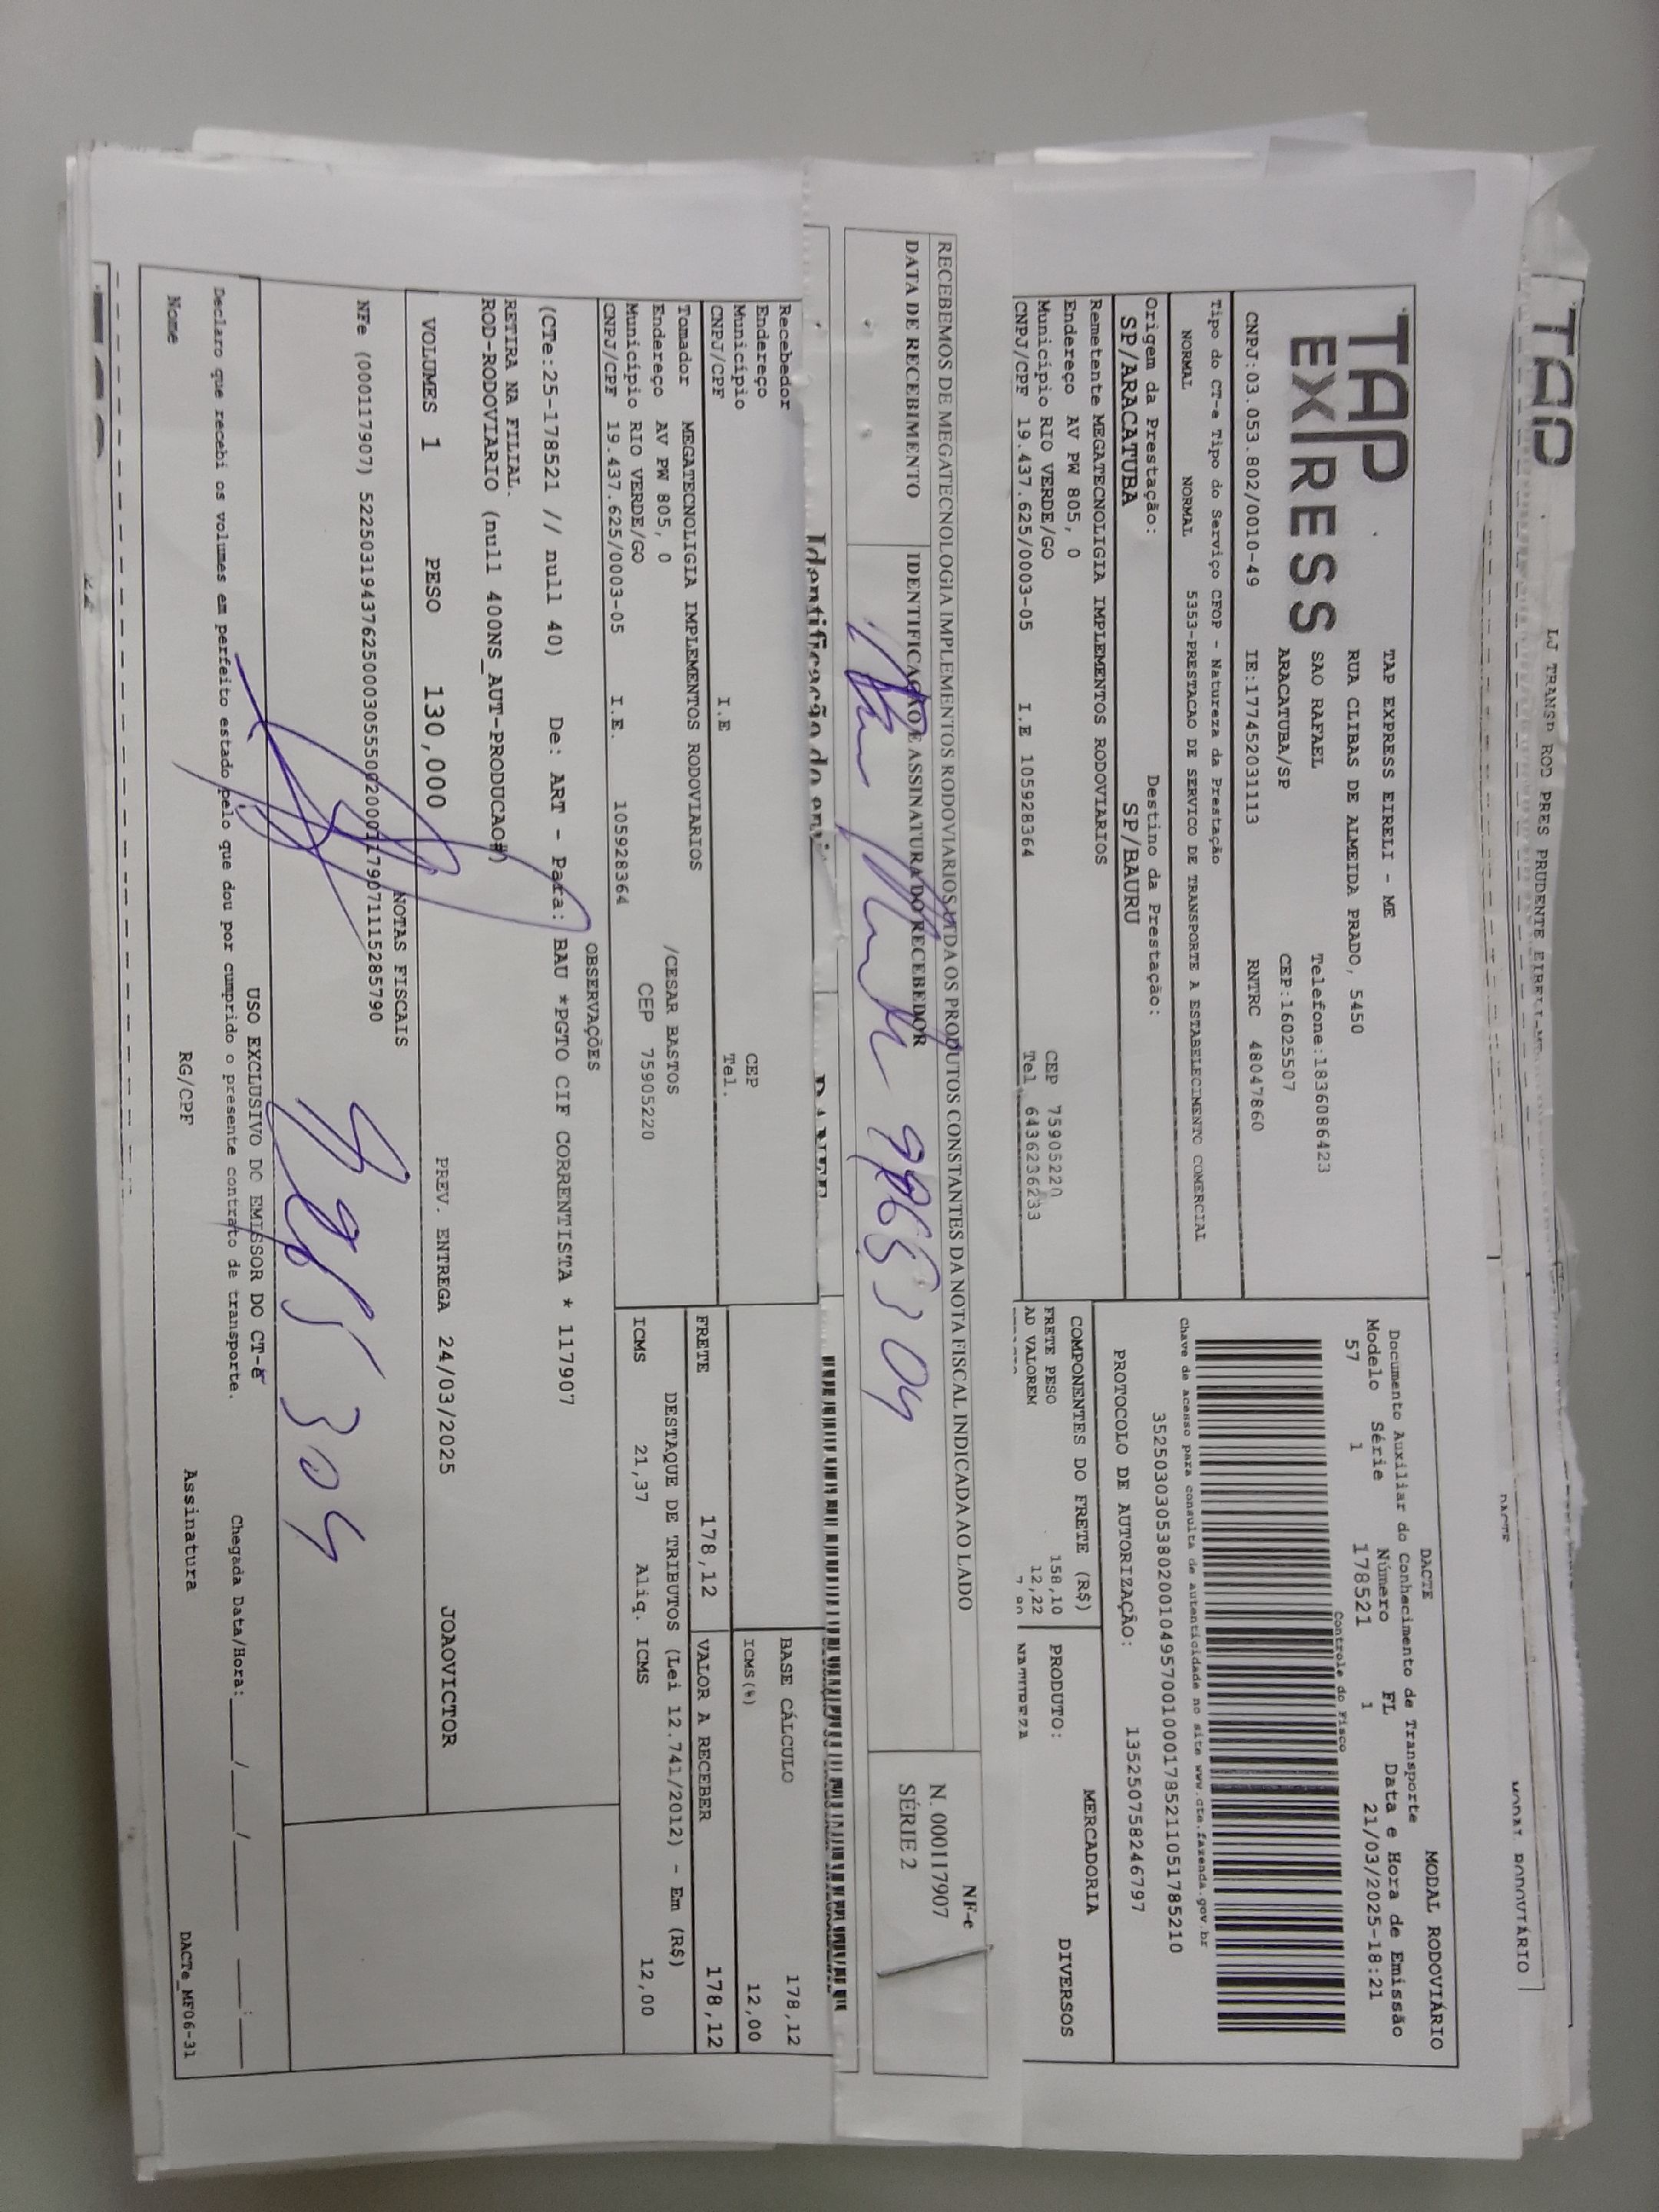 TAP
LJ TRANSP ROD PRES PRUDENTE EIRELI-ME
DACTE
MODAL RODOVIÁRIO
TAP EXPRESS
TAP EXPRESS EIRELI - ME
RUA CLIBAS DE ALMEIDA PRADO, 5450
SAO RAFAEL Telefone:1836086423
ARACATUBA/SP CEP:16025507
CNPJ:03.053.802/0010-49 IE:177452031113 RNTRC 48047860
Tipo do CT-e Tipo do Serviço CFOP - Natureza da Prestação
NORMAL NORMAL 5353-PRESTACAO DE SERVICO DE TRANSPORTE A ESTABELECIMENTO COMERCIAL
Origem da Prestação: Destino da Prestação:
SP/ARACATUBA SP/BAURU
Remetente MEGATECNOLIGIA IMPLEMENTOS RODOVIARIOS
Endereço AV PW 805, 0
Município RIO VERDE/GO CEP 75905220
CNPJ/CPF 19.437.625/0003-05 I.E 105928364 Tel. 6436236233
DACTE MODAL RODOVIÁRIO
Documento Auxiliar do Conhecimento de Transporte
Modelo Série Número FL Data e Hora de Emissão
57 1 178521 1 21/03/2025-18:21
Controle do Fisco
Chave de acesso para consulta de autenticidade no site www.cte.fazenda.gov.br
35250303053802001049570010001785211051785210
PROTOCOLO DE AUTORIZAÇÃO: 135250758246797
COMPONENTES DO FRETE (R$) MERCADORIA
FRETE PESO 158,10 PRODUTO: DIVERSOS
AD VALOREM 12,22 NATUREZA
RECEBEMOS DE MEGATECNOLOGIA IMPLEMENTOS RODOVIARIOS LTDA OS PRODUTOS CONSTANTES DA NOTA FISCAL INDICADA AO LADO
DATA DE RECEBIMENTO IDENTIFICAÇÃO E ASSINATURA DO RECEBEDOR
NF-e
N. 000117907
SÉRIE 2
Identificação do DANFE
Recebedor
Endereço
Município CEP
CNPJ/CPF I.E Tel.
BASE CÁLCULO 178,12
ICMS(%) 12,00
FRETE 178,12 VALOR A RECEBER 178,12
Tomador MEGATECNOLIGIA IMPLEMENTOS RODOVIARIOS
Endereço AV PW 805, 0 /CESAR BASTOS
Município RIO VERDE/GO CEP 75905220
CNPJ/CPF 19.437.625/0003-05 I.E. 105928364
DESTAQUE DE TRIBUTOS (Lei 12.741/2012) - Em (R$)
ICMS 21,37 Aliq. ICMS 12,00
OBSERVAÇÕES
(CTe:25-178521 // null 40) De: ART - Para: BAU *PGTO CIF CORRENTISTA * 117907
RETIRA NA FILIAL.
ROD-RODOVIARIO (null 400NS_AUT-PRODUCAO#)
VOLUMES 1 PESO 130,000 PREV. ENTREGA 24/03/2025 JOAOVICTOR
NOTAS FISCAIS
NFe (000117907) 52250319437625000305550020001179071115285790
USO EXCLUSIVO DO EMISSOR DO CT-e
Declaro que recebi os volumes em perfeito estado pelo que dou por cumprido o presente contrato de transporte.
Chegada Data/Hora:____/____/____ ___:___
Nome RG/CPF Assinatura
DACTe_MF06-31